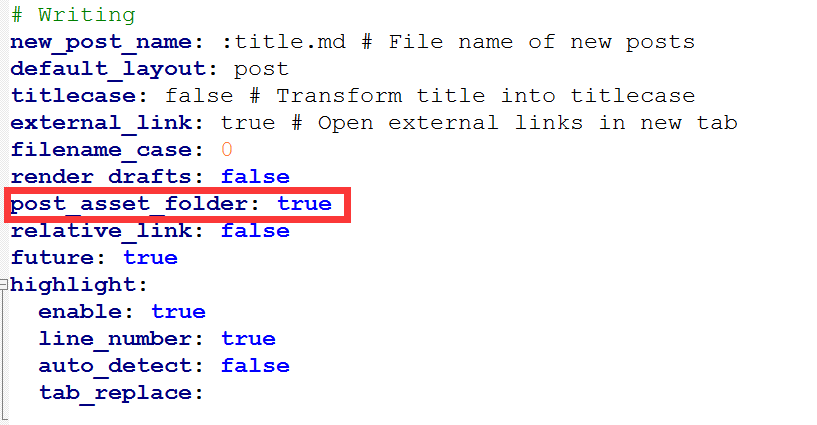 # Writing
new_post_name: :title.md # File name of new posts
default_layout: post
titlecase: false # Transform title into titlecase
external_link: true # Open external links in new tab
filename_case: 0
render_drafts: false
post_asset_folder: true
relative_link: false
future: true
highlight:
  enable: true
  line_number: true
  auto_detect: false
  tab_replace: